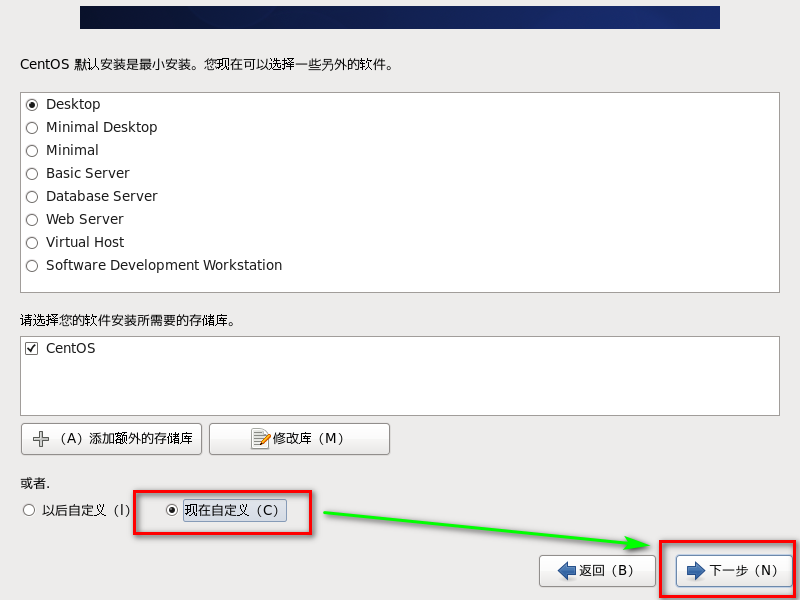 CentOS 默认安装是最小安装。您现在可以选择一些另外的软件。
Desktop
Minimal Desktop
Minimal
Basic Server
Database Server
Web Server
Virtual Host
Software Development Workstation
请选择您的软件安装所需要的存储库。
CentOS
（A）添加额外的存储库 修改库（M）
或者.
以后自定义（l） 现在自定义（C）
返回（B） 下一步（N）